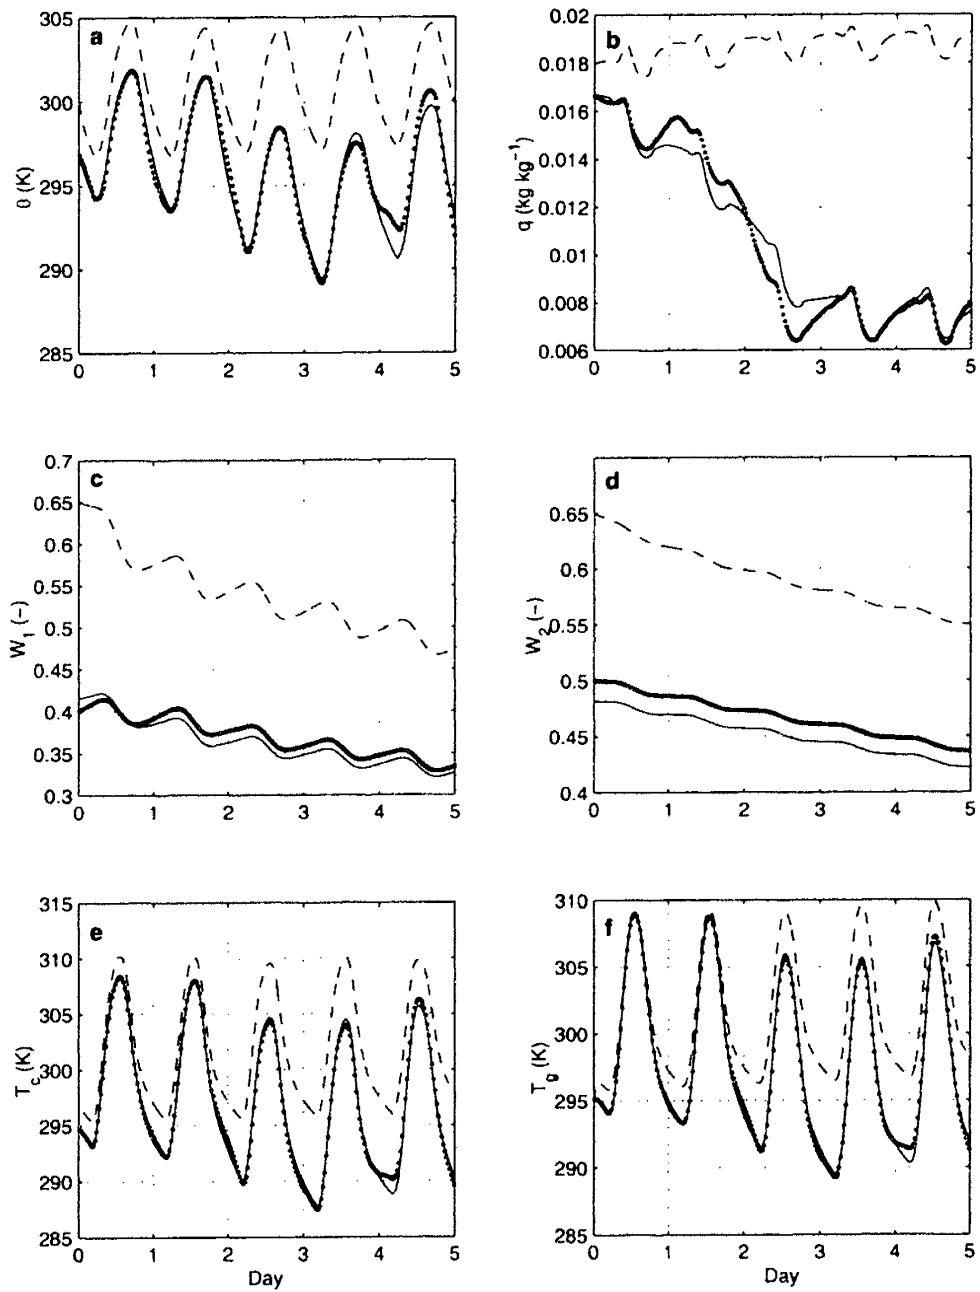 a
305
300
295
290
285
θ (K)
0 1 2 3 4 5
b
0.02
0.018
0.016
0.014
0.012
0.01
0.008
0.006
q (kg kg⁻¹)
0 1 2 3 4 5
c
0.7
0.65
0.6
0.55
0.5
0.45
0.4
0.35
0.3
W₁ (–)
0 1 2 3 4 5
d
0.65
0.6
0.55
0.5
0.45
0.4
W₂ (–)
0 1 2 3 4 5
e
315
310
305
300
295
290
285
T_c (K)
0 1 2 3 4 5
Day
f
310
305
300
295
290
285
T_g (K)
0 1 2 3 4 5
Day